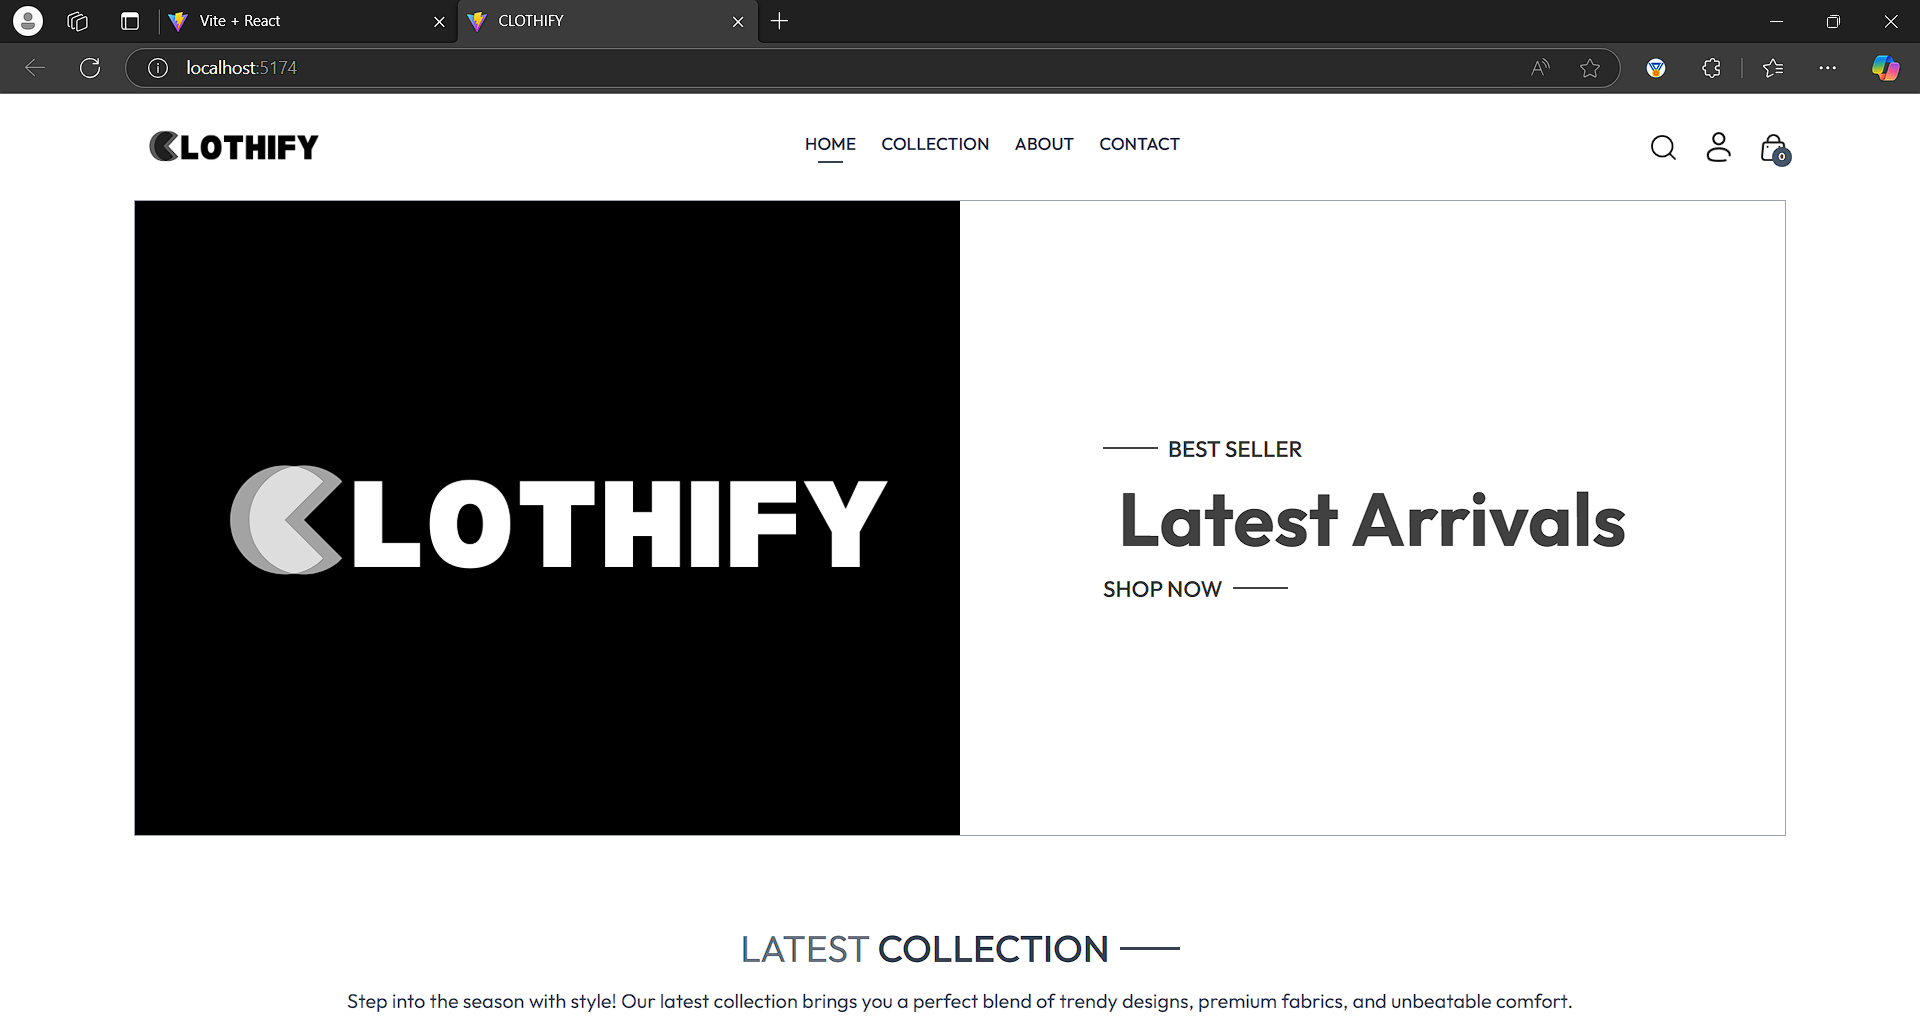 Vite + React
CLOTHIFY
localhost:5174
CLOTHIFY
HOME COLLECTION ABOUT CONTACT
0
CLOTHIFY
BEST SELLER
Latest Arrivals
SHOP NOW
LATEST COLLECTION
Step into the season with style! Our latest collection brings you a perfect blend of trendy designs, premium fabrics, and unbeatable comfort.